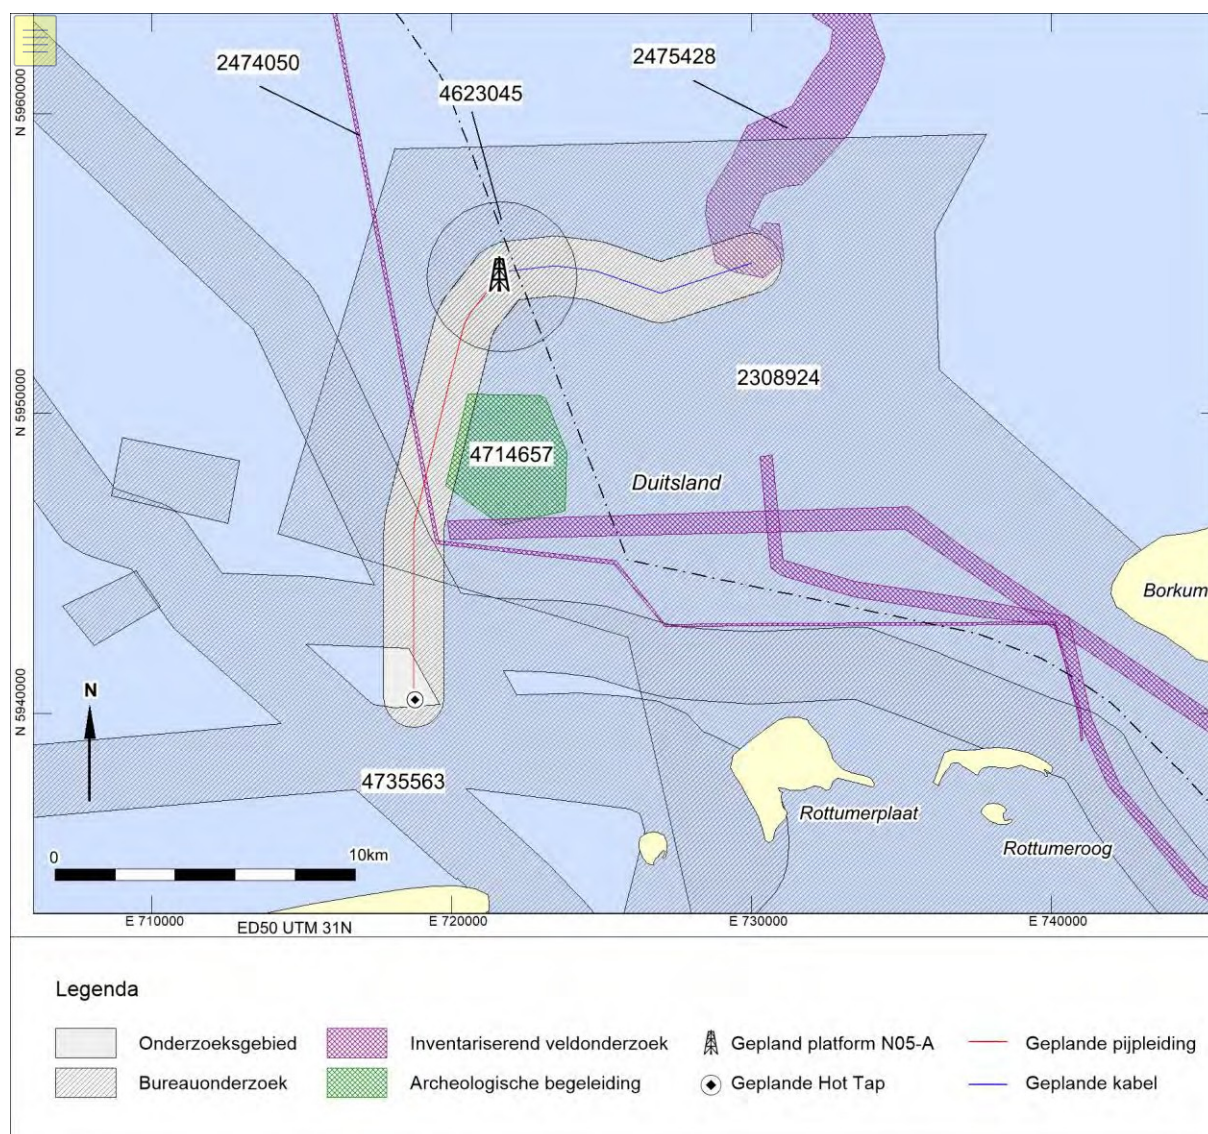 2474050
2475428
4623045
N 5960000
2308924
N 5950000
4714657
Duitsland
Borkum
N
N 5940000
4735563
Rottumerplaat
Rottumeroog
0
10km
E 710000
E 720000
E 730000
E 740000
ED50 UTM 31N
Legenda
Onderzoeksgebied
Inventariserend veldonderzoek
Gepland platform N05-A
Geplande pijpleiding
Bureauonderzoek
Archeologische begeleiding
Geplande Hot Tap
Geplande kabel